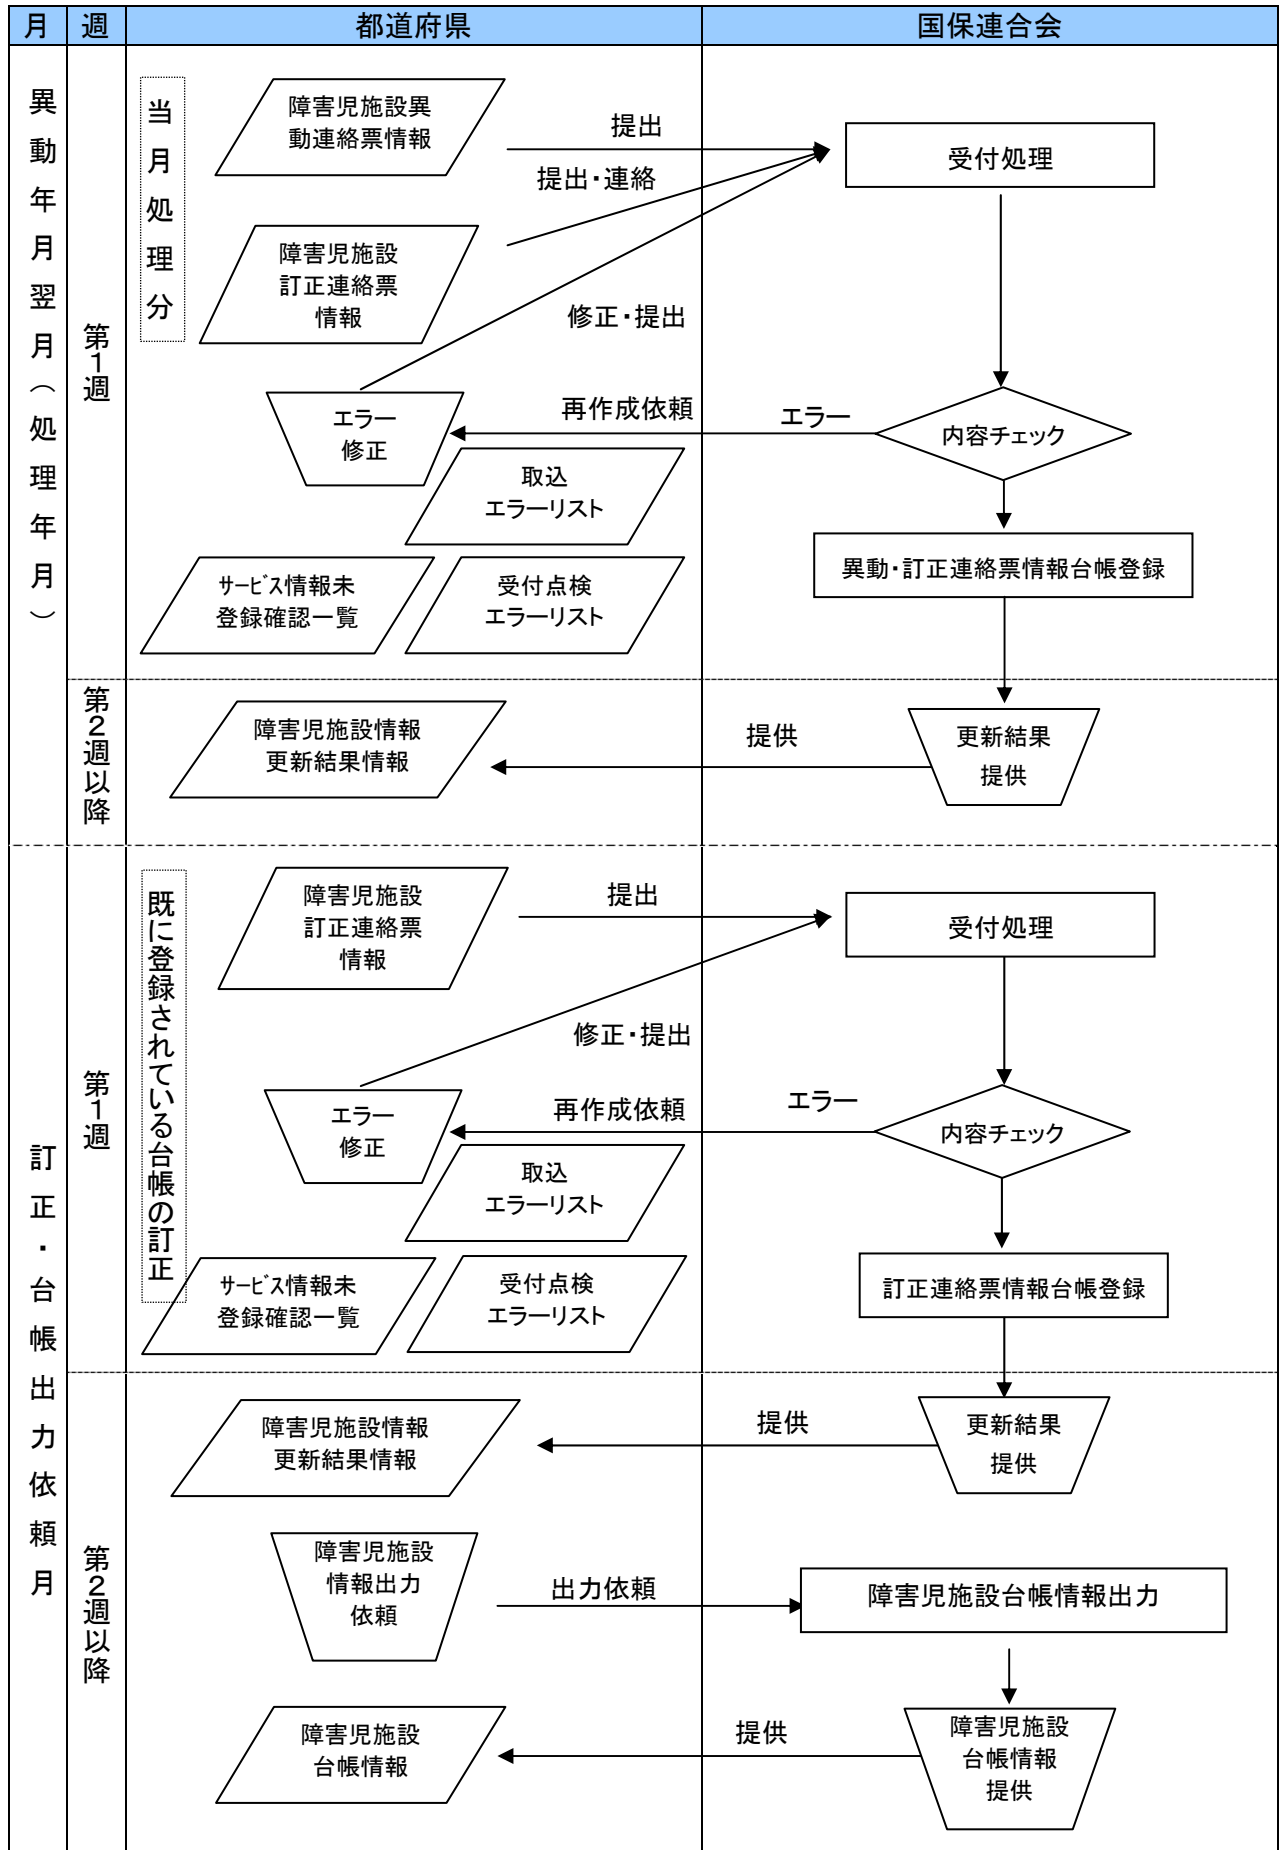 月 週 都道府県 国保連合会
異動年月翌月（処理年月）
第1週
当月処理分
障害児施設異
動連絡票情報
提出
受付処理
提出・連絡
障害児施設
訂正連絡票
情報
修正・提出
エラー
修正
再作成依頼
エラー
内容チェック
取込
エラーリスト
異動・訂正連絡票情報台帳登録
サービス情報未
登録確認一覧
受付点検
エラーリスト
第2週以降
障害児施設情報
更新結果情報
提供
更新結果
提供
訂正・台帳出力依頼月
第1週
既に登録されている台帳の訂正
障害児施設
訂正連絡票
情報
提出
受付処理
修正・提出
エラー
修正
再作成依頼
エラー
内容チェック
取込
エラーリスト
訂正連絡票情報台帳登録
サービス情報未
登録確認一覧
受付点検
エラーリスト
第2週以降
障害児施設情報
更新結果情報
提供
更新結果
提供
障害児施設
情報出力
依頼
出力依頼
障害児施設台帳情報出力
障害児施設
台帳情報
提供
障害児施設
台帳情報
提供